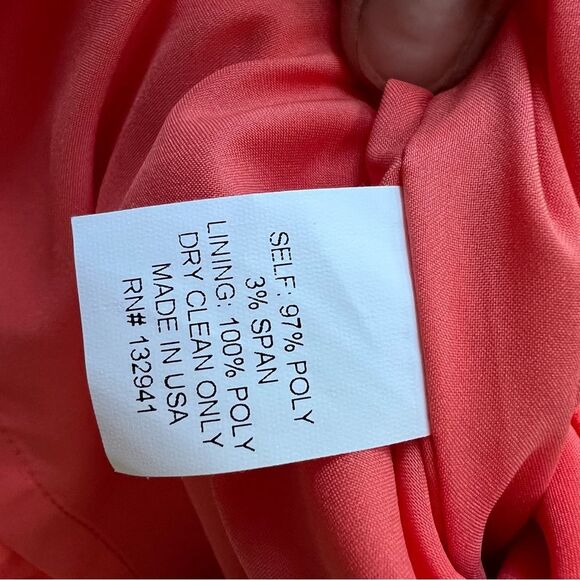 SELF: 97% POLY
3% SPAN
LINING: 100% POLY
DRY CLEAN ONLY
MADE IN USA
RN# 132941